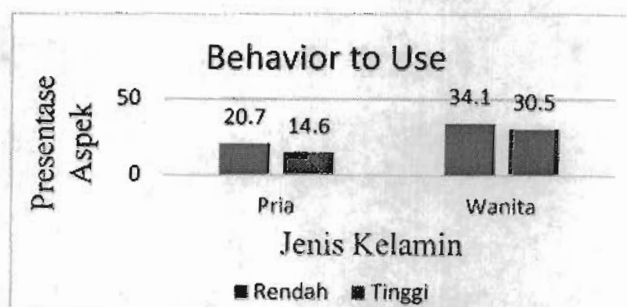 Behavior to Use
Presentase
Aspek
50
0
20.7
14.6
34.1
30.5
Pria
Wanita
Jenis Kelamin
Rendah
Tinggi